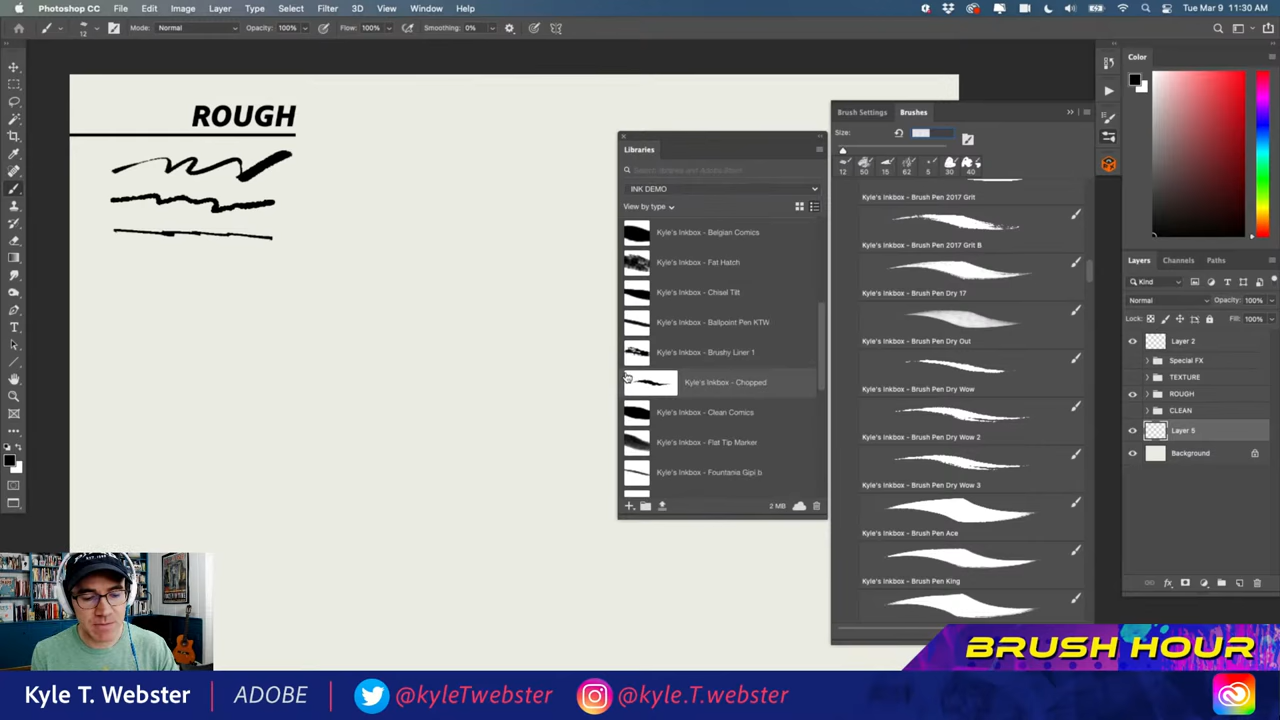 Photoshop CC File Edit Image Layer Type Select Filter 3D View Plugins Window Help Tue Mar 9 11:30 AM
12 Mode: Normal Opacity: 100% Flow: 100% Smoothing: 0%
ROUGH
Libraries
INK DEMO
View by type
Kyle's Inkbox - Belgian Comics
Kyle's Inkbox - Fat Hatch
Kyle's Inkbox - Chisel Tilt
Kyle's Inkbox - Ballpoint Pen KTW
Kyle's Inkbox - Brushy Liner 1
Kyle's Inkbox - Chopped
Kyle's Inkbox - Clean Comics
Kyle's Inkbox - Flat Tip Marker
Kyle's Inkbox - Fountania Gipi b
2 MB
Brush Settings Brushes
Size:
12 50 15 62 5 30 40
Kyle's Inkbox - Brush Pen 2017 Grit
Kyle's Inkbox - Brush Pen 2017 Grit B
Kyle's Inkbox - Brush Pen Dry 17
Kyle's Inkbox - Brush Pen Dry Out
Kyle's Inkbox - Brush Pen Dry Wow
Kyle's Inkbox - Brush Pen Dry Wow 2
Kyle's Inkbox - Brush Pen Dry Wow 3
Kyle's Inkbox - Brush Pen Ace
Kyle's Inkbox - Brush Pen King
Color
Layers Channels Paths
Kind
Normal Opacity: 100%
Lock: Fill: 100%
Layer 2
Special FX
TEXTURE
ROUGH
CLEAN
Layer 5
Background
BRUSH HOUR
Kyle T. Webster | ADOBE | @kyleTwebster @kyle.T.webster